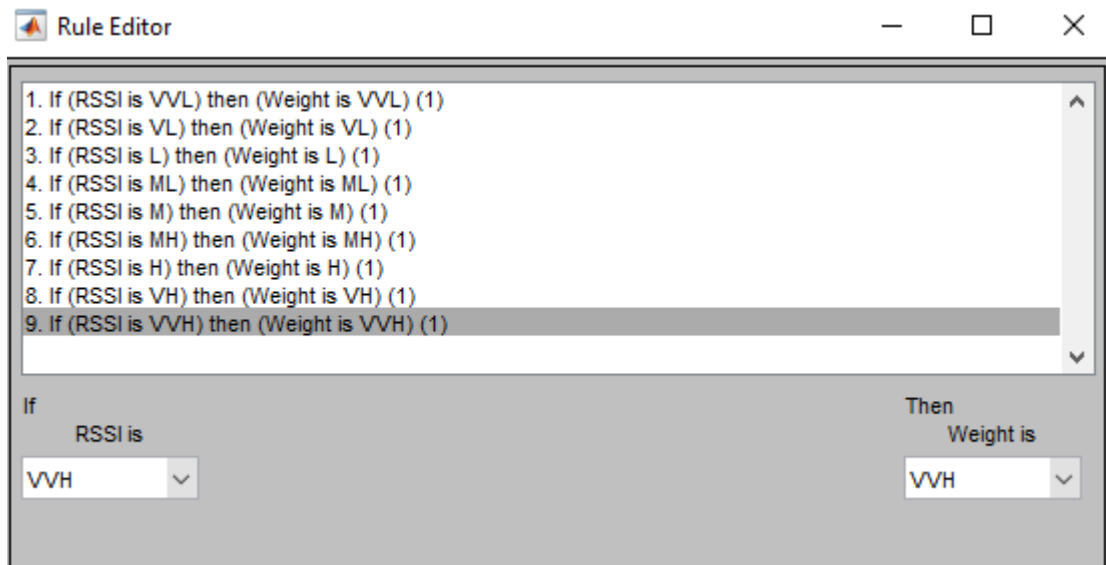 Rule Editor
1. If (RSSI is VVL) then (Weight is VVL) (1)
2. If (RSSI is VL) then (Weight is VL) (1)
3. If (RSSI is L) then (Weight is L) (1)
4. If (RSSI is ML) then (Weight is ML) (1)
5. If (RSSI is M) then (Weight is M) (1)
6. If (RSSI is MH) then (Weight is MH) (1)
7. If (RSSI is H) then (Weight is H) (1)
8. If (RSSI is VH) then (Weight is VH) (1)
9. If (RSSI is VVH) then (Weight is VVH) (1)
If
RSSI is
VVH
Then
Weight is
VVH